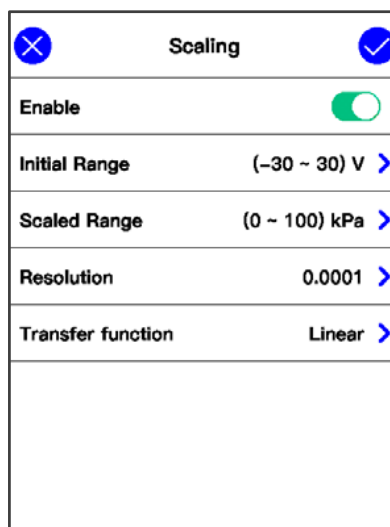 Scaling
Enable
Initial Range (-30 ~ 30) V
Scaled Range (0 ~ 100) kPa
Resolution 0.0001
Transfer function Linear